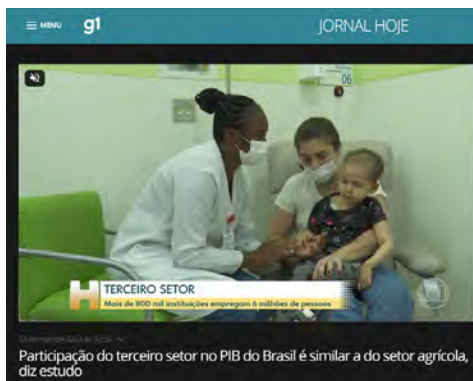 MENU
g1
JORNAL HOJE
06
TERCEIRO SETOR
Mais de 800 mil instituições empregam 6 milhões de pessoas
Participação do terceiro setor no PIB do Brasil é similar a do setor agrícola,
diz estudo